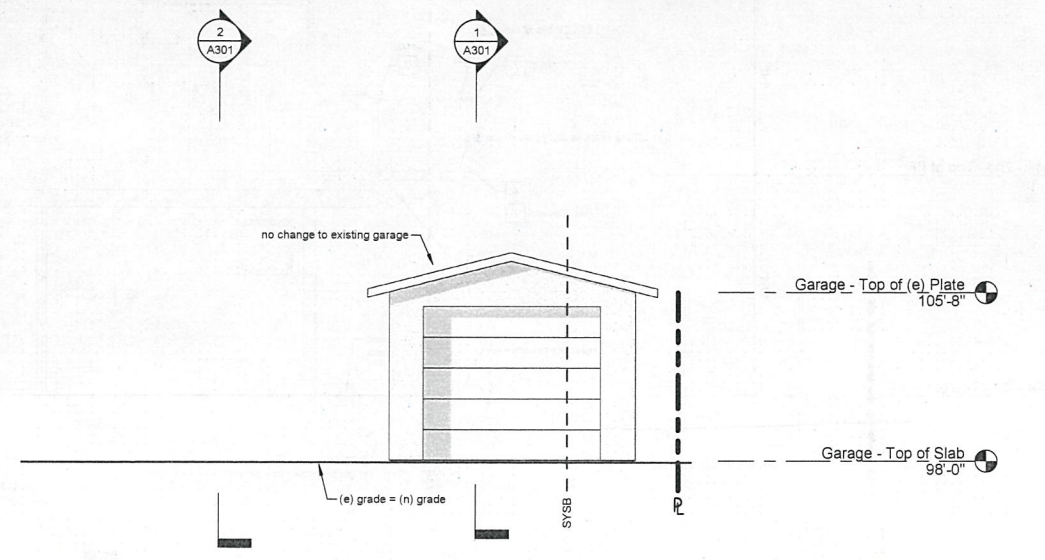 2
A301
1
A301
no change to existing garage
Garage - Top of (e) Plate
105'-8"
Garage - Top of Slab
98'-0"
(e) grade = (n) grade
SYSB
PL